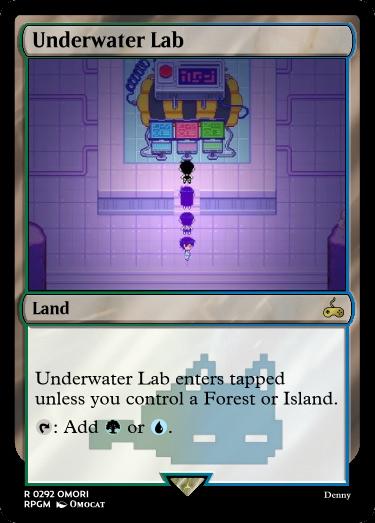 Underwater Lab
Land
Underwater Lab enters tapped
unless you control a Forest or Island.
: Add or .
R 0292 OMORI
RPGM Omocat
Denny